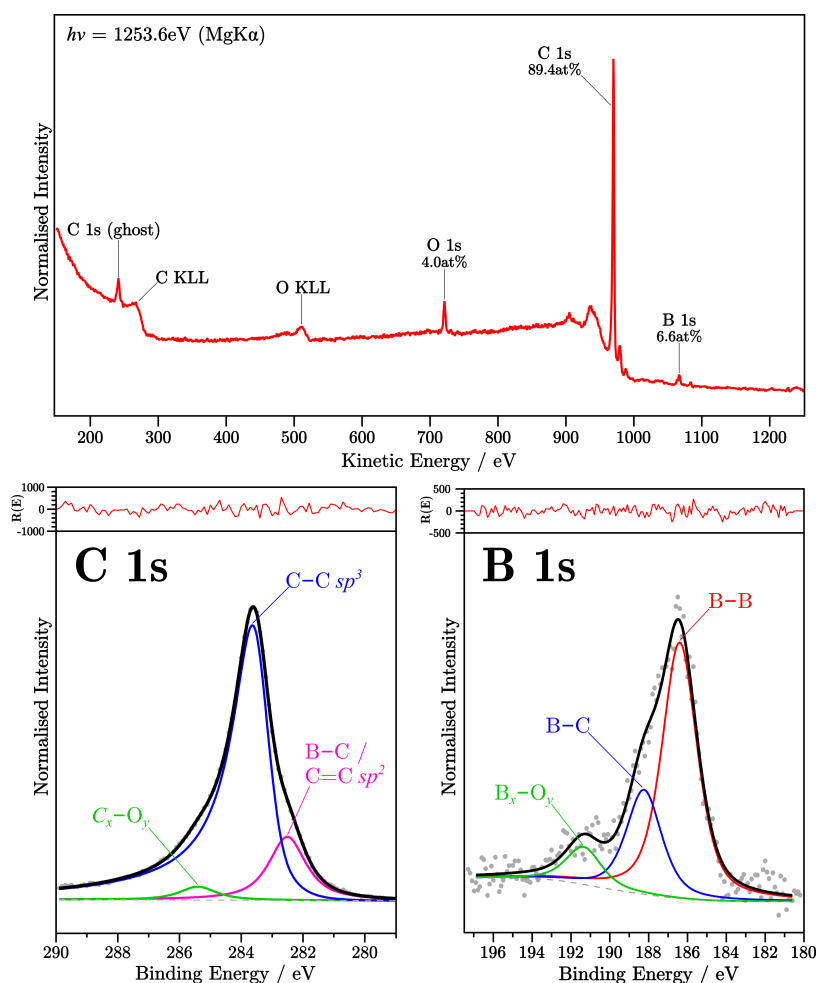 hν = 1253.6eV (MgKα)
C 1s
89.4at%
C 1s (ghost)
C KLL
O KLL
O 1s
4.0at%
B 1s
6.6at%
Normalised Intensity
200 300 400 500 600 700 800 900 1000 1100 1200
Kinetic Energy / eV
1000
0
-1000
R(E)
C 1s
C−C sp³
B−C /
C=C sp²
Cₓ−Oᵧ
Normalised Intensity
290 288 286 284 282 280
Binding Energy / eV
500
0
-500
R(E)
B 1s
B−B
B−C
Bₓ−Oᵧ
Normalised Intensity
196 194 192 190 188 186 184 182 180
Binding Energy / eV